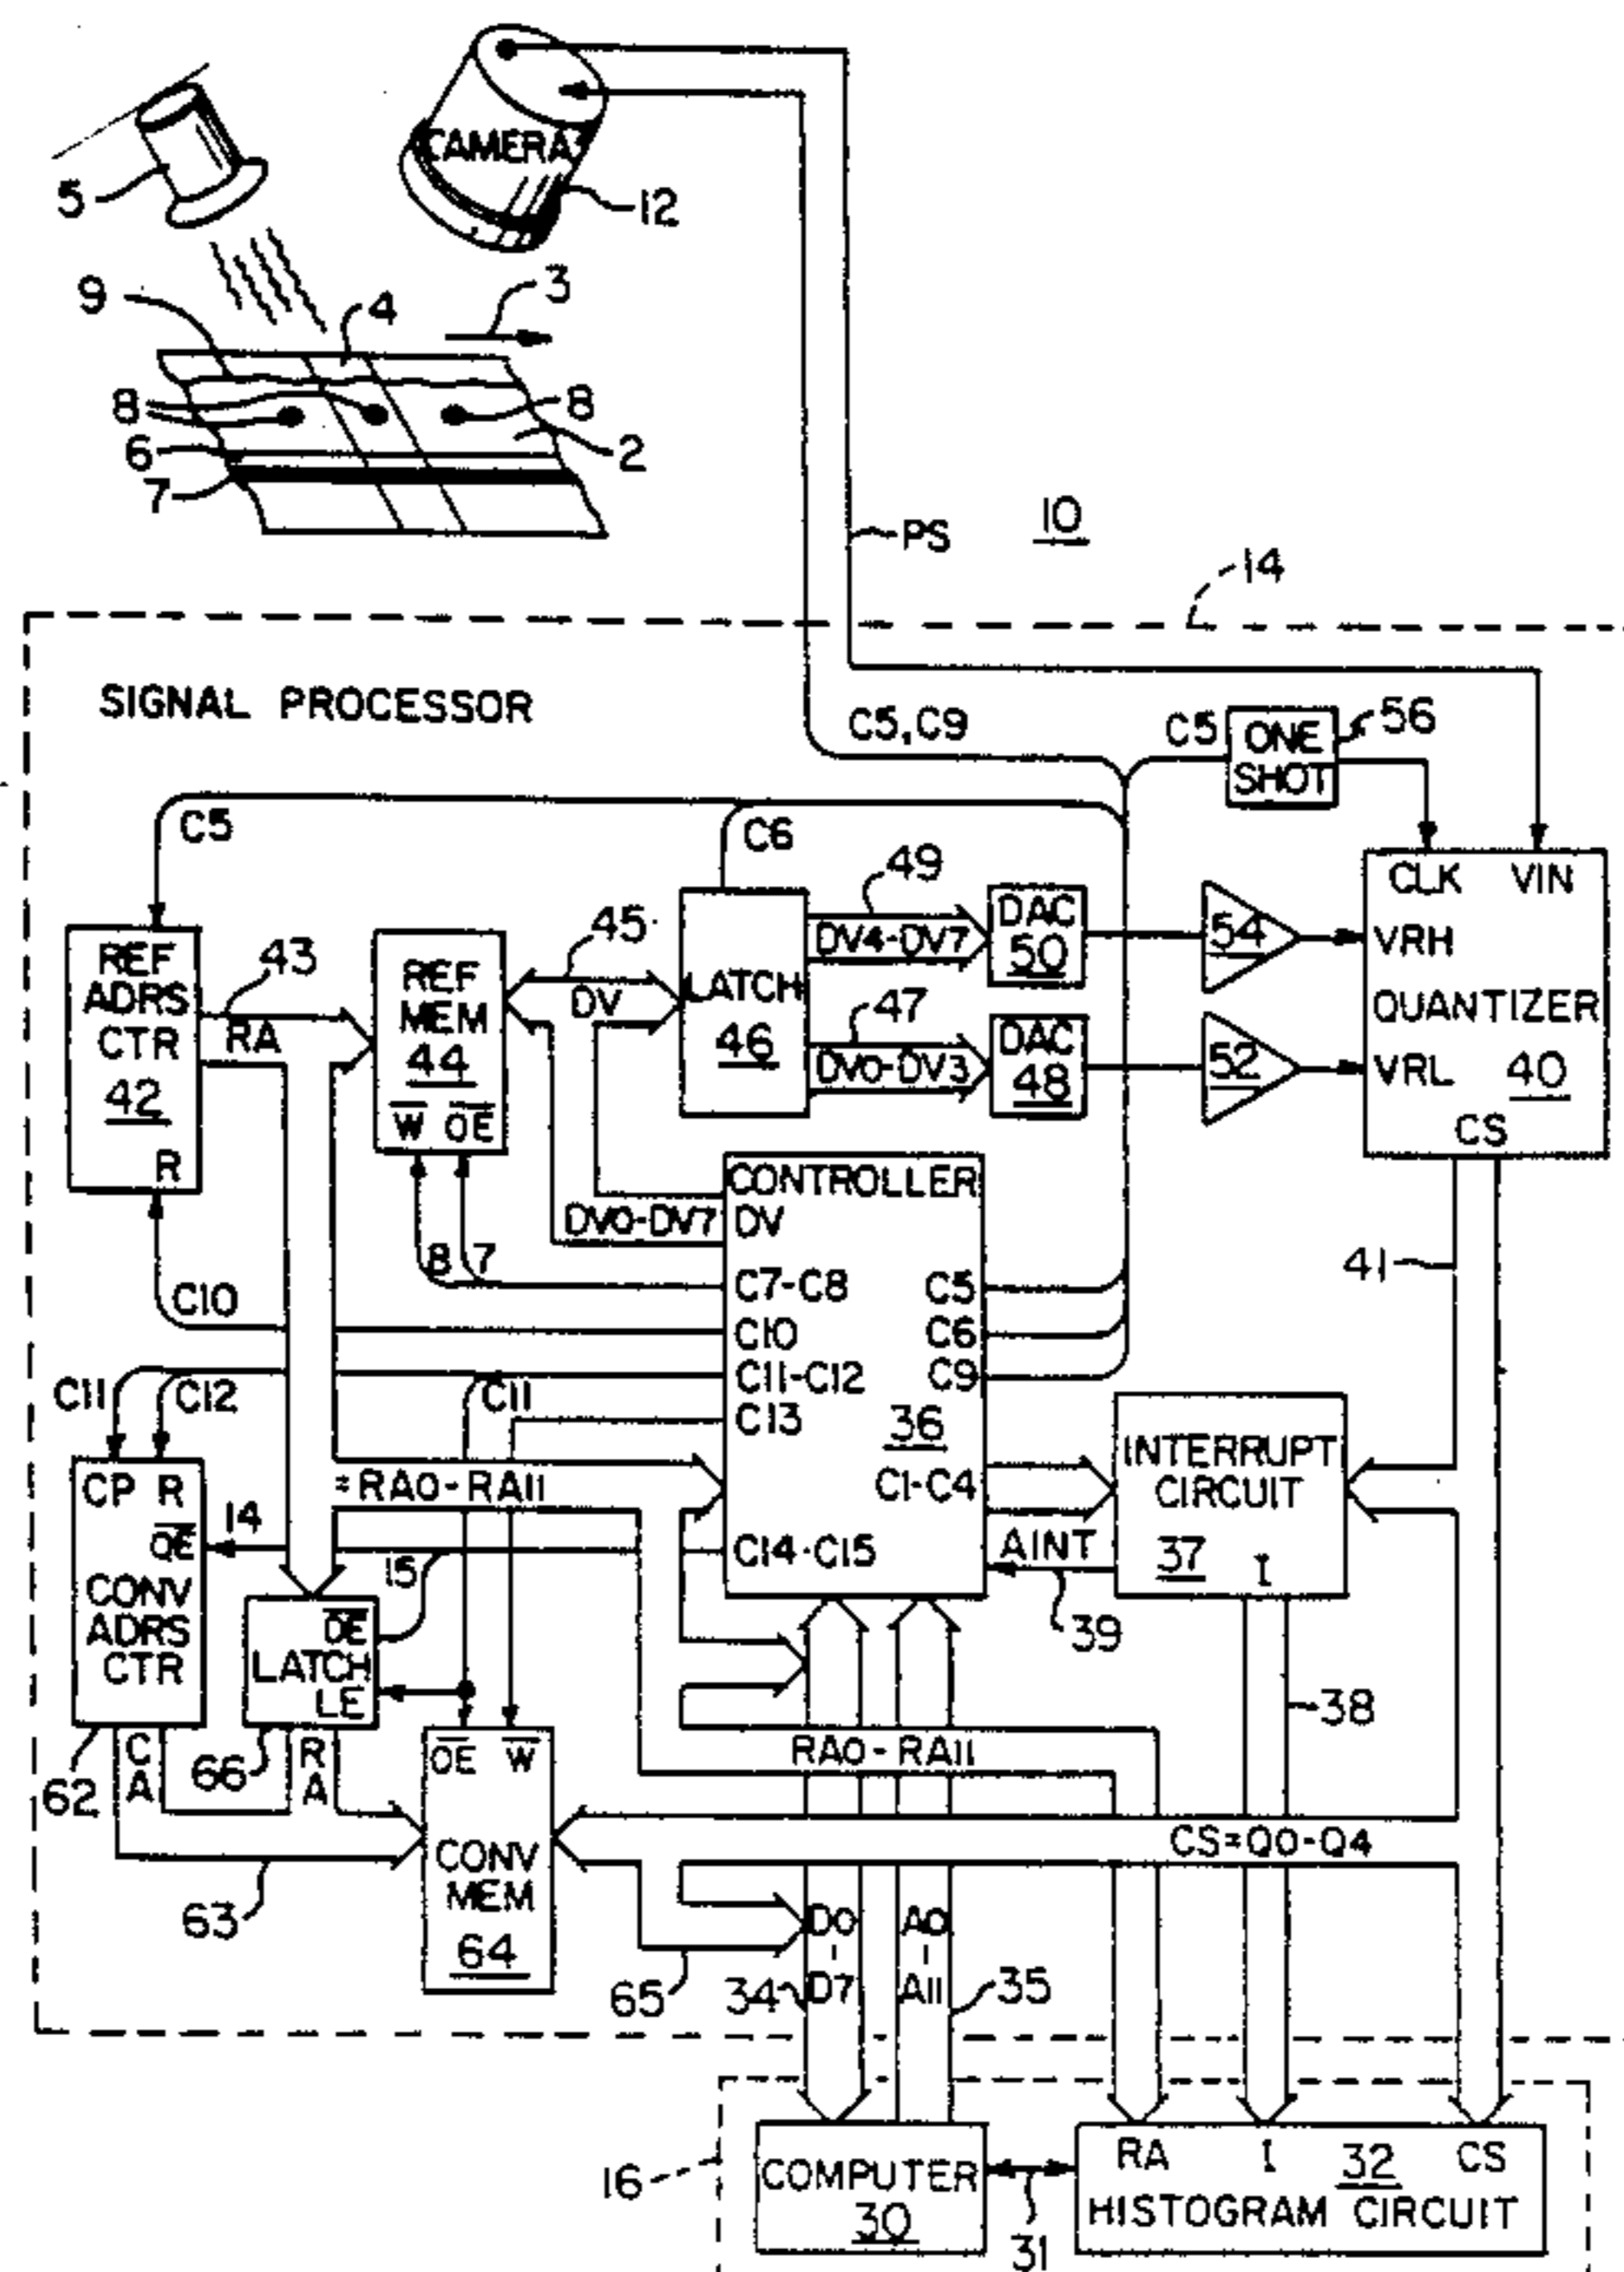 CAMERA
5
12
9
4
3
8
8
6
2
7
PS
10
14
SIGNAL PROCESSOR
C5,C9
C5
ONE
SHOT
56
C5
C6
49
CLK VIN
DAC
50
54
VRH
DV4-DV7
REF
ADRS
CTR
42
R
43
RA
REF
MEM
44
W OE
45
DV
LATCH
46
47
DV0-DV3
DAC
48
52
QUANTIZER
VRL
40
CS
CONTROLLER
DV0-DV7
DV
8 7
C7-C8
C5
41
C10
C10
C6
C11
C12
C11
C11-C12
C9
C13
36
INTERRUPT
CIRCUIT
37
I
CP R
=RA0-RA11
C1-C4
14
OE
15
C14-C15
AINT
CONV
ADRS
CTR
OE
LATCH
LE
39
38
62
C
A
66
R
A
OE W
RA0-RA11
CONV
MEM
64
CS=Q0-Q4
63
65
D0
-
D7
A0
-
A11
34
35
16
COMPUTER
30
31
RA I 32 CS
HISTOGRAM CIRCUIT